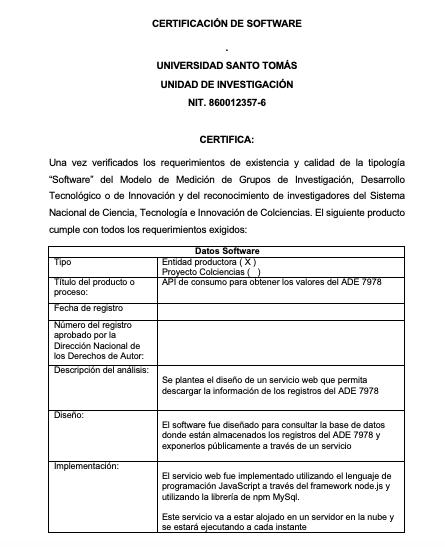 CERTIFICACIÓN DE SOFTWARE
.
UNIVERSIDAD SANTO TOMÁS
UNIDAD DE INVESTIGACIÓN
NIT. 860012357-6
CERTIFICA:
Una vez verificados los requerimientos de existencia y calidad de la tipología
“Software” del Modelo de Medición de Grupos de Investigación, Desarrollo
Tecnológico o de Innovación y del reconocimiento de investigadores del Sistema
Nacional de Ciencia, Tecnología e Innovación de Colciencias. El siguiente producto
cumple con todos los requerimientos exigidos:
Datos Software
Tipo
Entidad productora ( X )
Proyecto Colciencias ( )
Título del producto o
proceso:
API de consumo para obtener los valores del ADE 7978
Fecha de registro
Número del registro
aprobado por la
Dirección Nacional de
los Derechos de Autor:
Descripción del análisis:
Se plantea el diseño de un servicio web que permita
descargar la información de los registros del ADE 7978
Diseño:
El software fue diseñado para consultar la base de datos
donde están almacenados los registros del ADE 7978 y
exponerlos públicamente a través de un servicio
Implementación:
El servicio web fue implementado utilizando el lenguaje de
programación JavaScript a través del framework node.js y
utilizando la librería de npm MySql.
Este servicio va a estar alojado en un servidor en la nube y
se estará ejecutando a cada instante